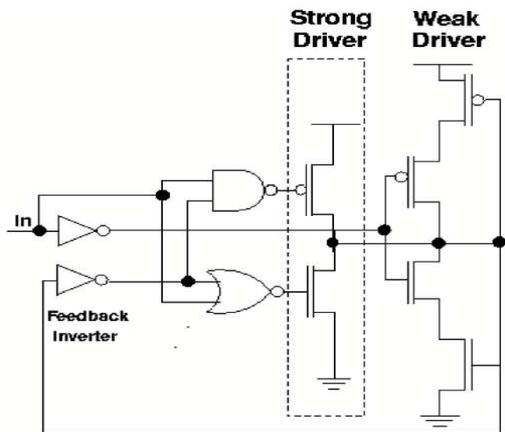 Strong
Driver
Weak
Driver
In
Feedback
Inverter